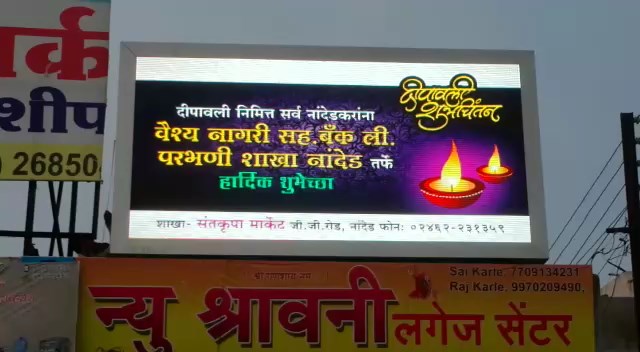 र्क
शीप
26850
दीपावली
शुभचिंतन
दीपावली निमित्त सर्व नांदेडकरांना
वैश्य नागरी सह.बँक ली.
परभणी शाखा नांदेड तर्फे
हार्दिक शुभेच्छा
शाखा- संतकृपा मार्केट जी.जी.रोड, नांदेड फोन: ०२४६२-२३१३५९
Sai Karle. 7709134231
Raj Karle. 9970209490,
न्यु श्रावनी लगेज सेंटर